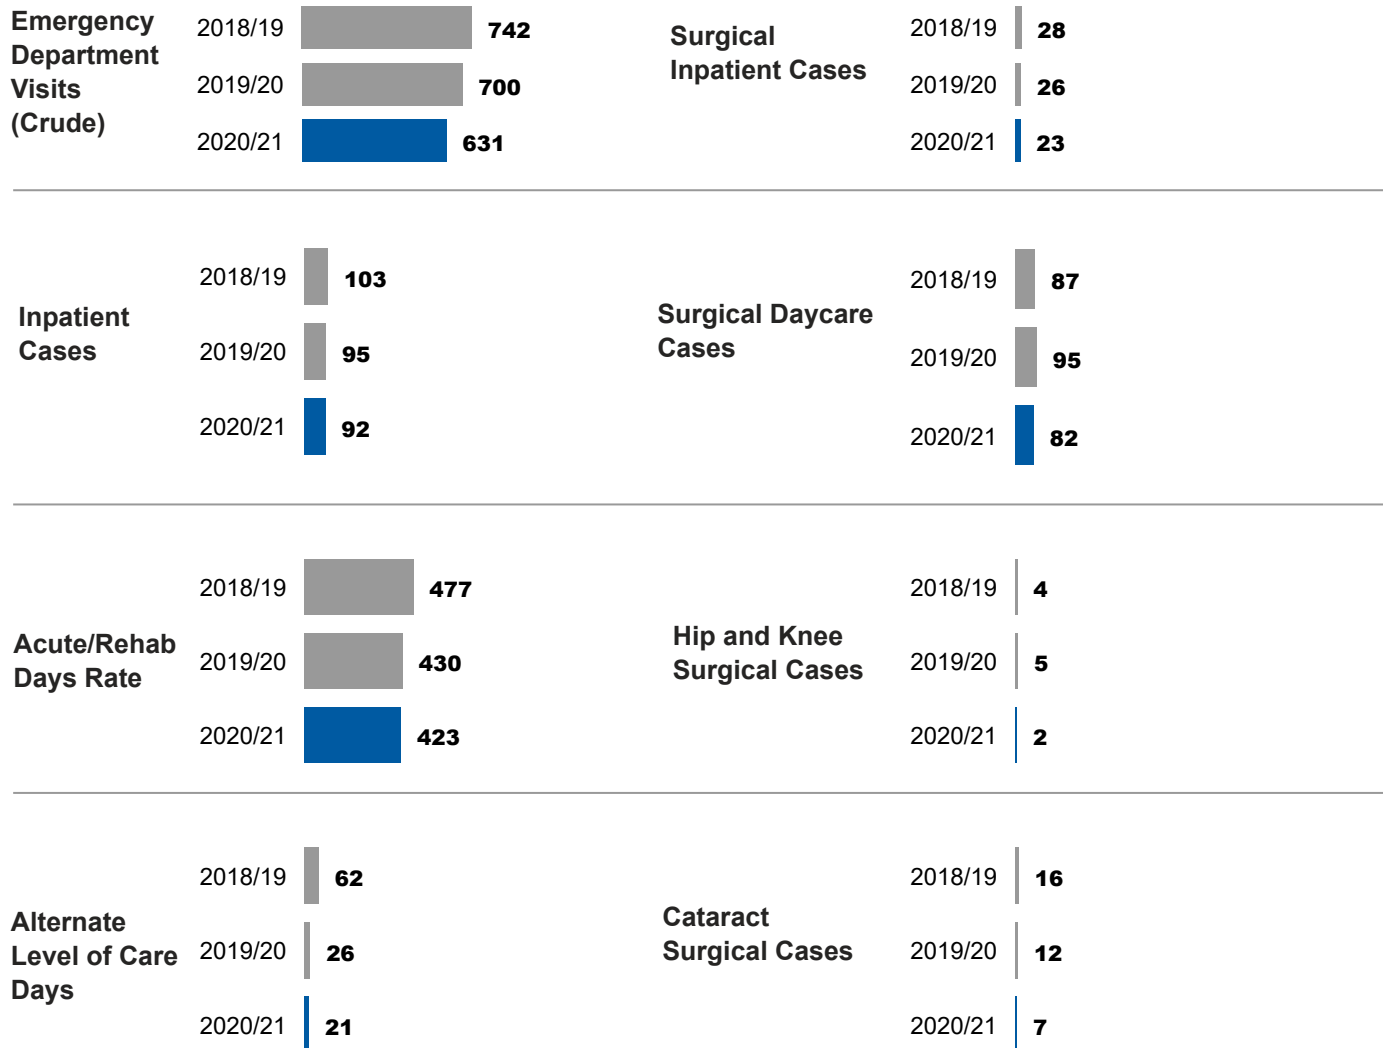 Emergency
Department
Visits
(Crude)
2018/19 742
2019/20 700
2020/21 631
Surgical
Inpatient Cases
2018/19 28
2019/20 26
2020/21 23
Inpatient
Cases
2018/19 103
2019/20 95
2020/21 92
Surgical Daycare
Cases
2018/19 87
2019/20 95
2020/21 82
Acute/Rehab
Days Rate
2018/19 477
2019/20 430
2020/21 423
Hip and Knee
Surgical Cases
2018/19 4
2019/20 5
2020/21 2
Alternate
Level of Care
Days
2018/19 62
2019/20 26
2020/21 21
Cataract
Surgical Cases
2018/19 16
2019/20 12
2020/21 7